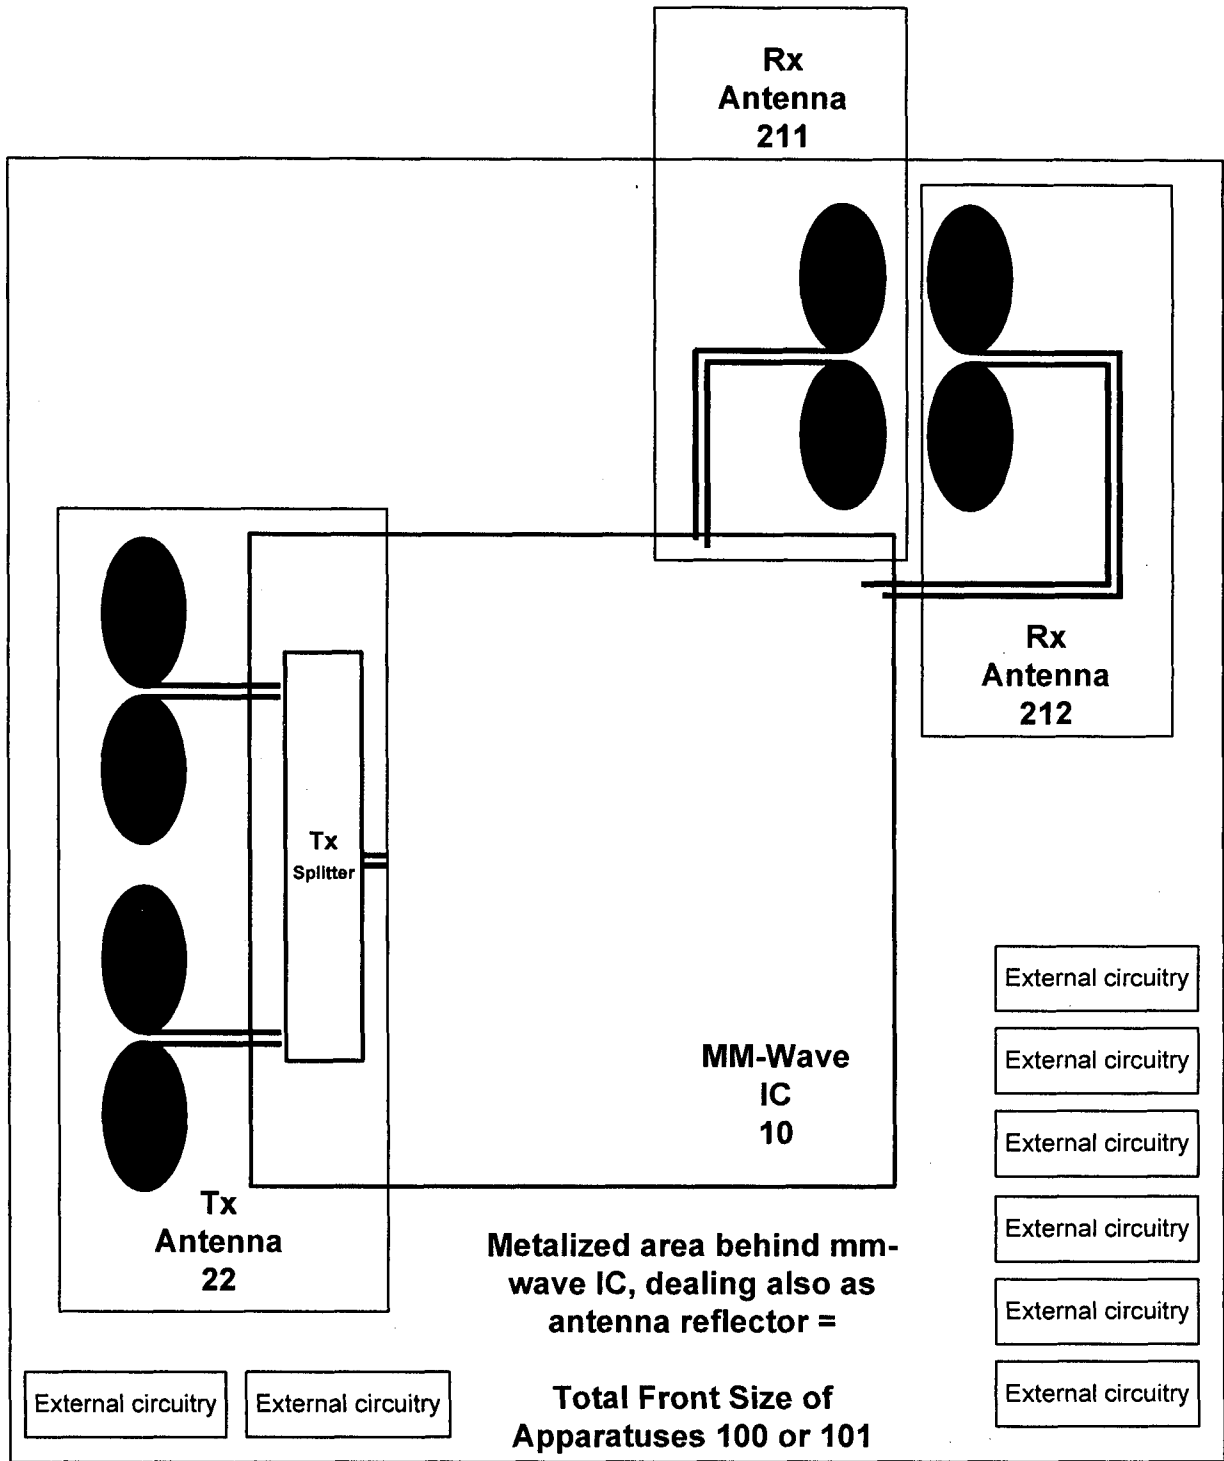 Rx
Antenna
211
Rx
Antenna
212
Tx
Splitter
MM-Wave
IC
10
Tx
Antenna
22
Metalized area behind mm-
wave IC, dealing also as
antenna reflector =
Total Front Size of
Apparatuses 100 or 101
External circuitry
External circuitry
External circuitry
External circuitry
External circuitry
External circuitry
External circuitry
External circuitry